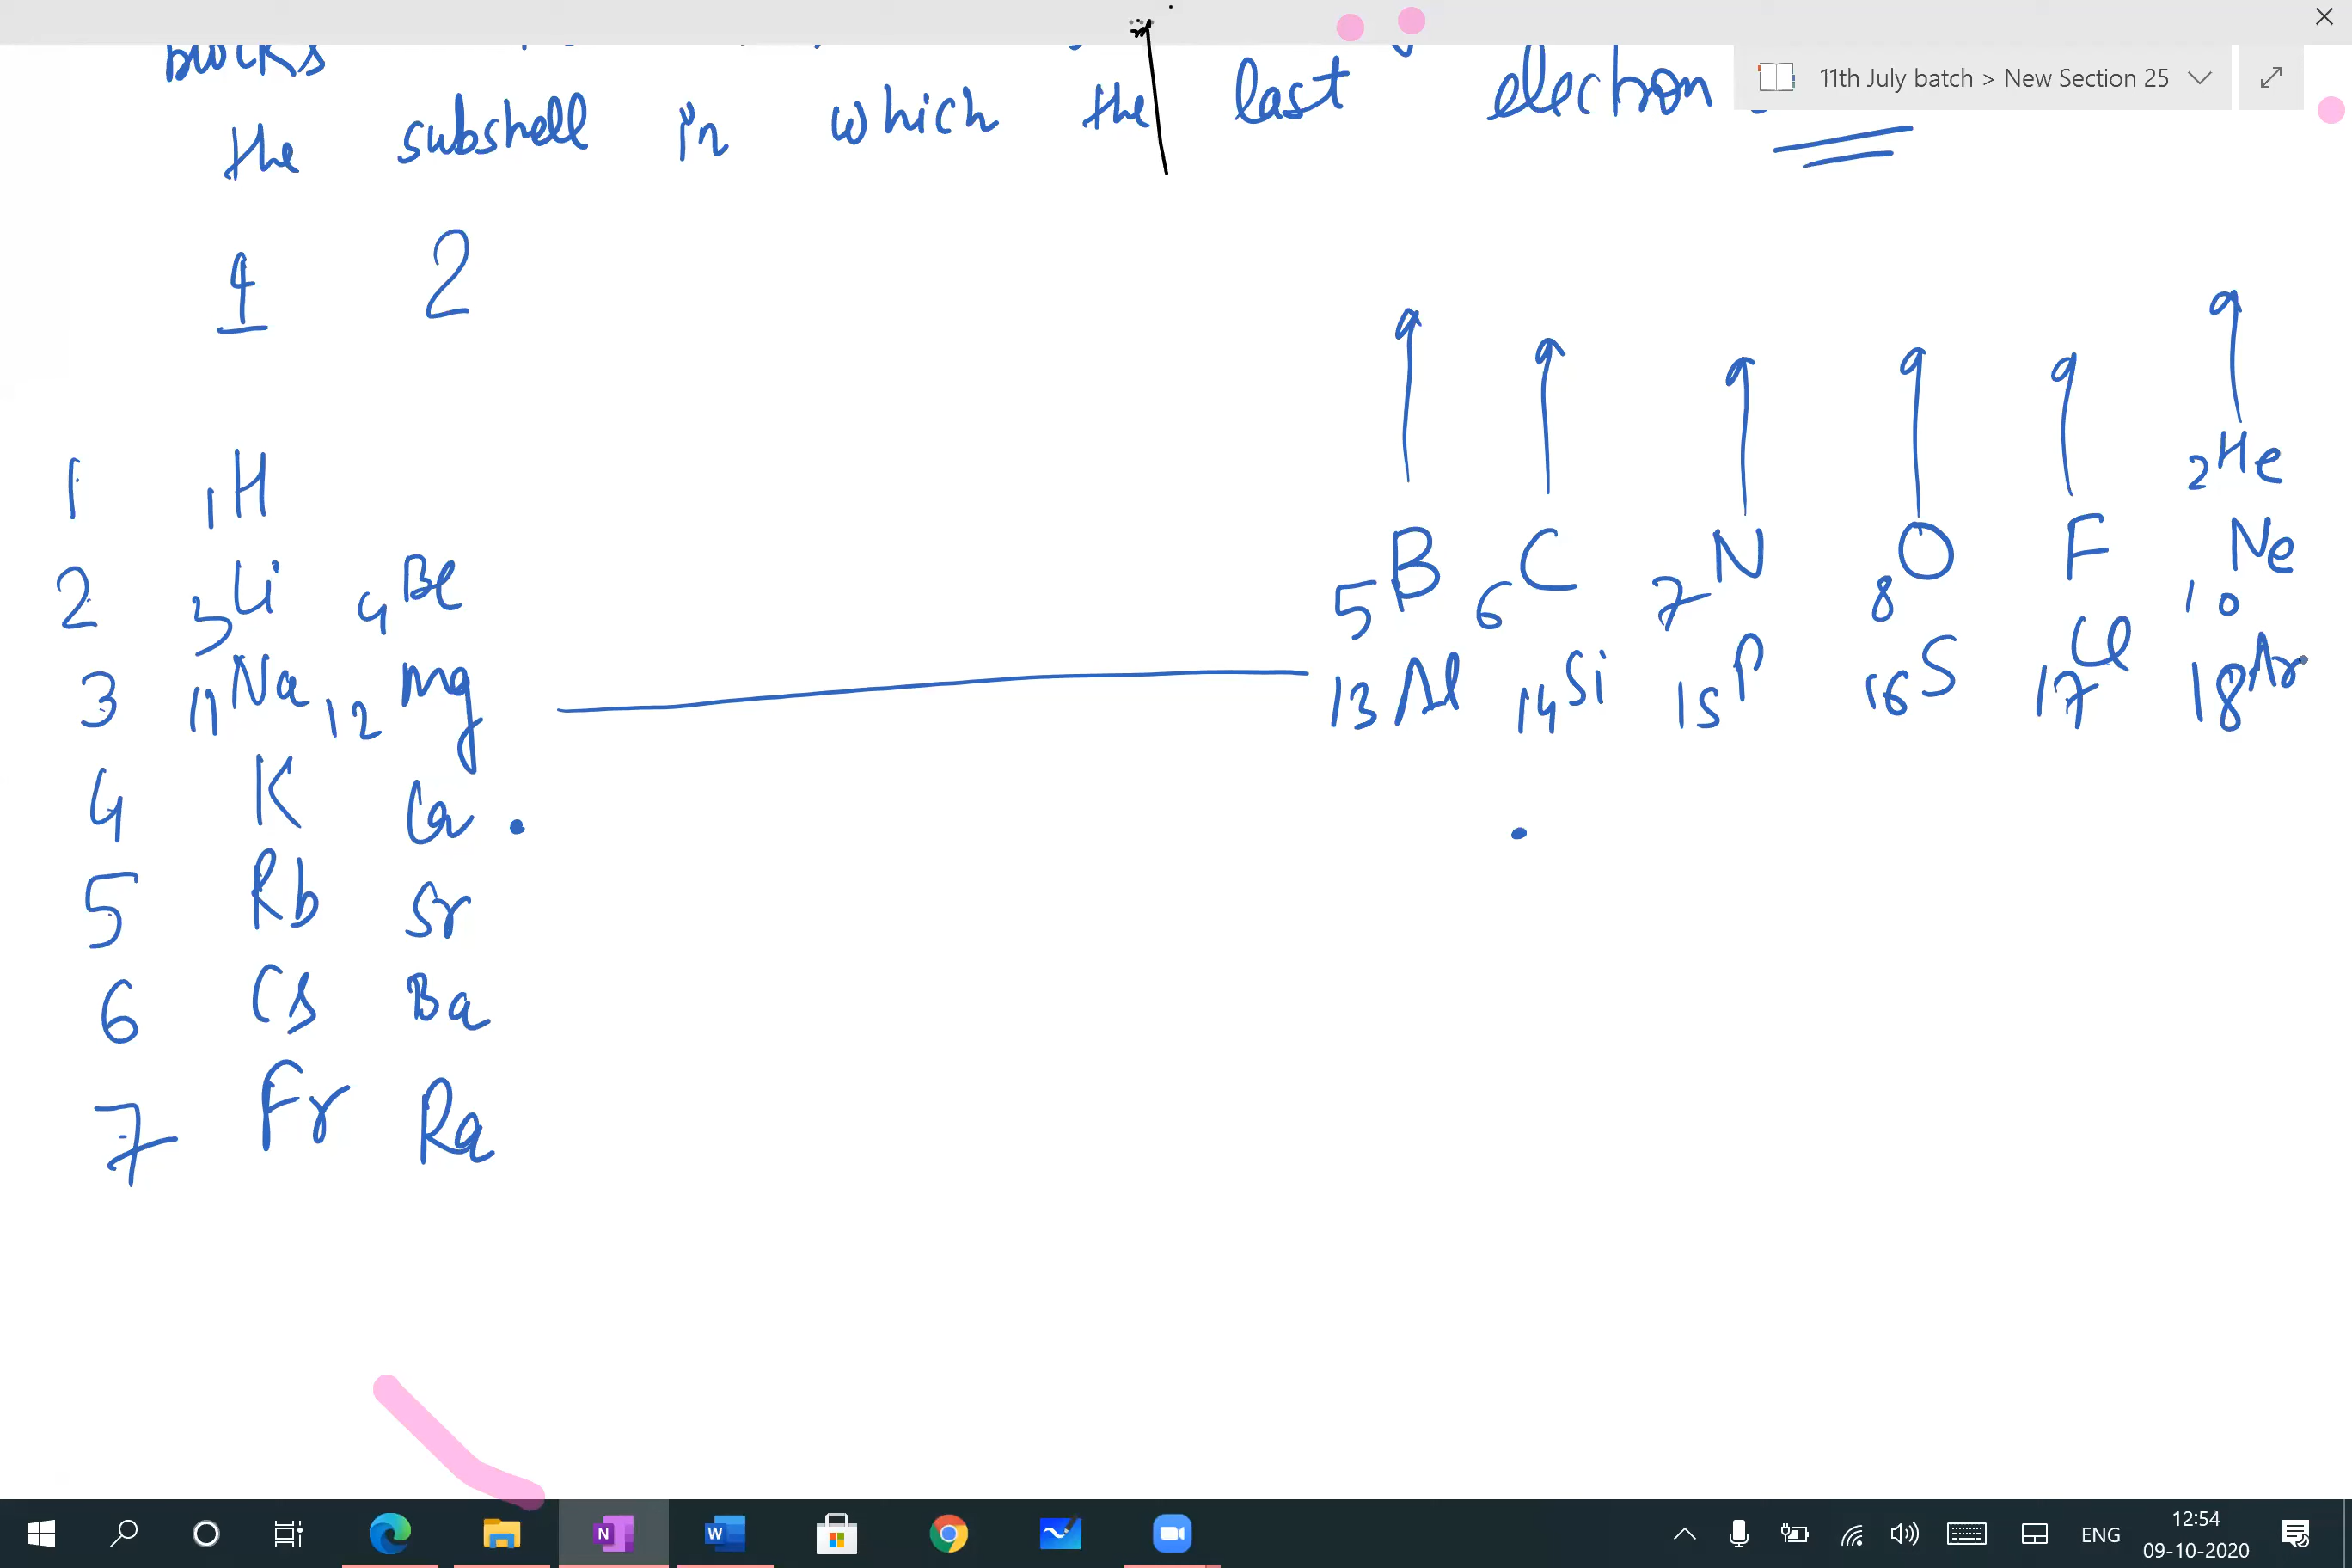 blocks
11th July batch > New Section 25
the subshell in which the last electron
1 2
1 1H 2He
2 3Li 4Be 5B 6C 7N 8O F 10Ne
3 11Na 12Mg 13Al 14Si 15P 16S 17Cl 18Ar
4 K Ca
5 Rb Sr
6 Cs Ba
7 Fr Ra
ENG 12:54
09-10-2020